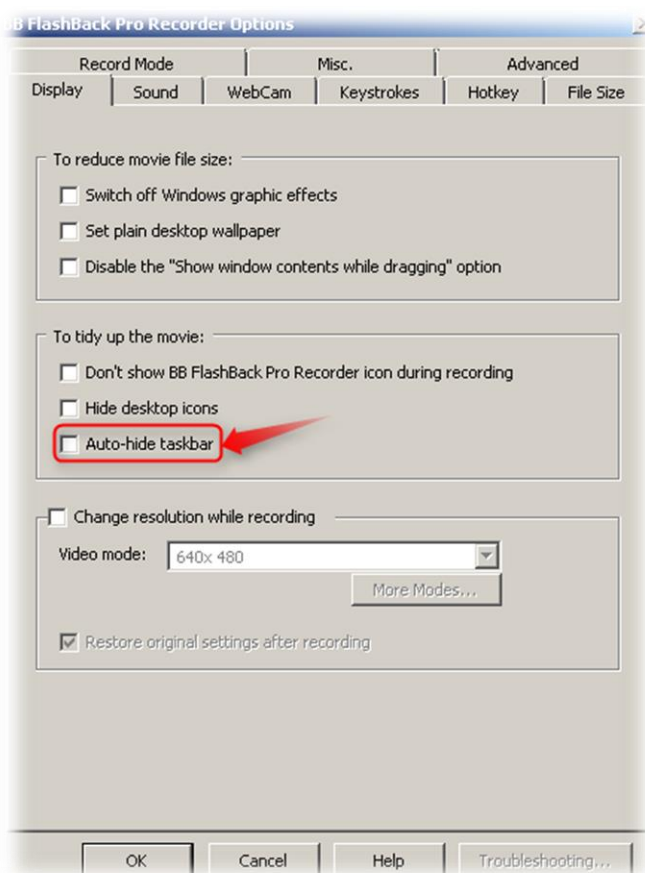 BB FlashBack Pro Recorder Options
Record Mode Misc. Advanced
Display Sound WebCam Keystrokes Hotkey File Size
To reduce movie file size:
Switch off Windows graphic effects
Set plain desktop wallpaper
Disable the "Show window contents while dragging" option
To tidy up the movie:
Don't show BB FlashBack Pro Recorder icon during recording
Hide desktop icons
Auto-hide taskbar
Change resolution while recording
Video mode: 640x 480
More Modes...
Restore original settings after recording
OK Cancel Help Troubleshooting...